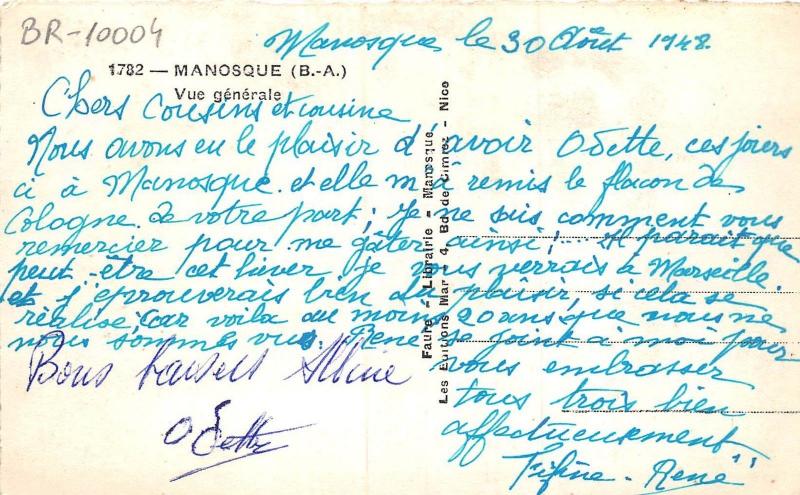 BR-10004
Manosque le 30 Août 1948.
1782 — MANOSQUE (B.-A.)
Vue générale
Chers Cousins et cousine
Nous avons eu le plaisir d'avoir Odette, ces jours
ci à Manosque et elle m'a remis le flacon de
Cologne de votre part; Je ne sais comment vous
remercier pour me gâter ainsi;... Il parait que
peut-être cet hiver je vous verrais à Marseille.
et j'éprouverais bien du plaisir, si cela se
réalise, car voila au moins 20 ans que nous ne
nous sommes vus. René se joint à moi pour
vous embrasser
tous trois bien
affectueusement
Fifine - René
Bons baisers
Odette
Faure - Librairie - Manosque
Les Editions Mar - 4, Bd. de Cimiez - Nice